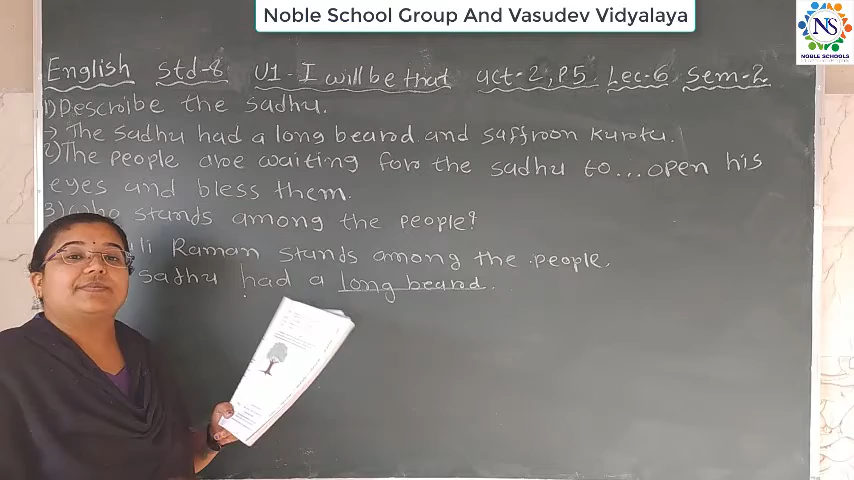 Noble School Group And Vasudev Vidyalaya
NS
NOBLE SCHOOLS
English Std-8 U1-I will be that act-2, P5 Lec-6 Sem-2
1) Describe the sadhu.
→ The sadhu had a long beard and saffroon Kurta.
2) The people are waiting for the sadhu to... open his
eyes and bless them.
3) Who stands among the people?
Raman stands among the people.
sadhu had a long beard.